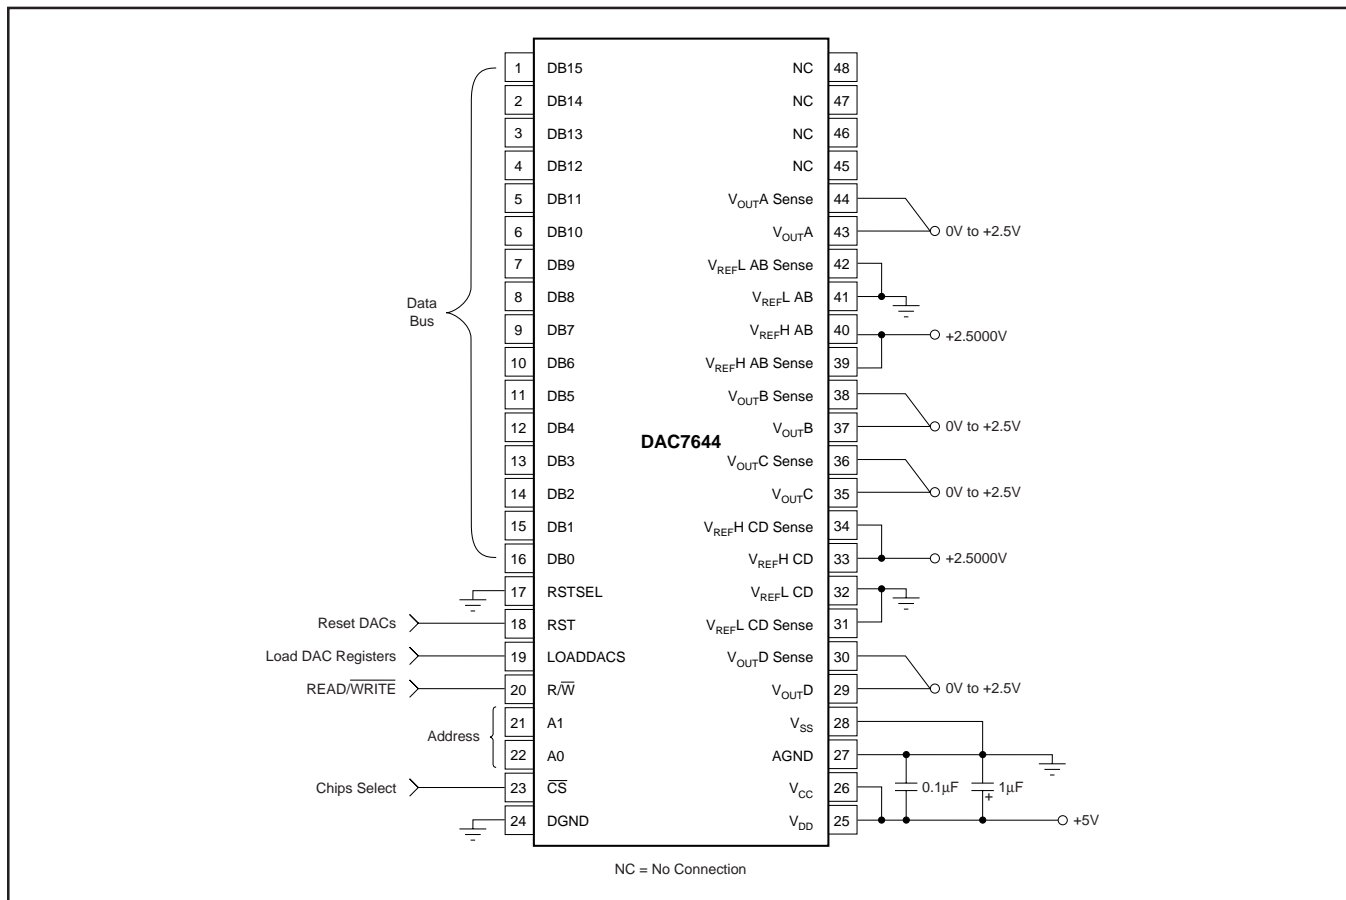 1 DB15 NC 48
2 DB14 NC 47
3 DB13 NC 46
4 DB12 NC 45
5 DB11 VOUTA Sense 44
6 DB10 VOUTA 43 0V to +2.5V
7 DB9 VREFL AB Sense 42
8 DB8 VREFL AB 41
Data
Bus
9 DB7 VREFH AB 40 +2.5000V
10 DB6 VREFH AB Sense 39
11 DB5 VOUTB Sense 38
12 DB4 VOUTB 37 0V to +2.5V
DAC7644
13 DB3 VOUTC Sense 36
14 DB2 VOUTC 35 0V to +2.5V
15 DB1 VREFH CD Sense 34
16 DB0 VREFH CD 33 +2.5000V
17 RSTSEL VREFL CD 32
Reset DACs 18 RST VREFL CD Sense 31
Load DAC Registers 19 LOADDACS VOUTD Sense 30
READ/W̅R̅I̅T̅E̅ 20 R/W̅ VOUTD 29 0V to +2.5V
Address
21 A1 VSS 28
22 A0 AGND 27
Chips Select 23 C̅S̅ VCC 26 0.1µF 1µF
+
24 DGND VDD 25 +5V
NC = No Connection